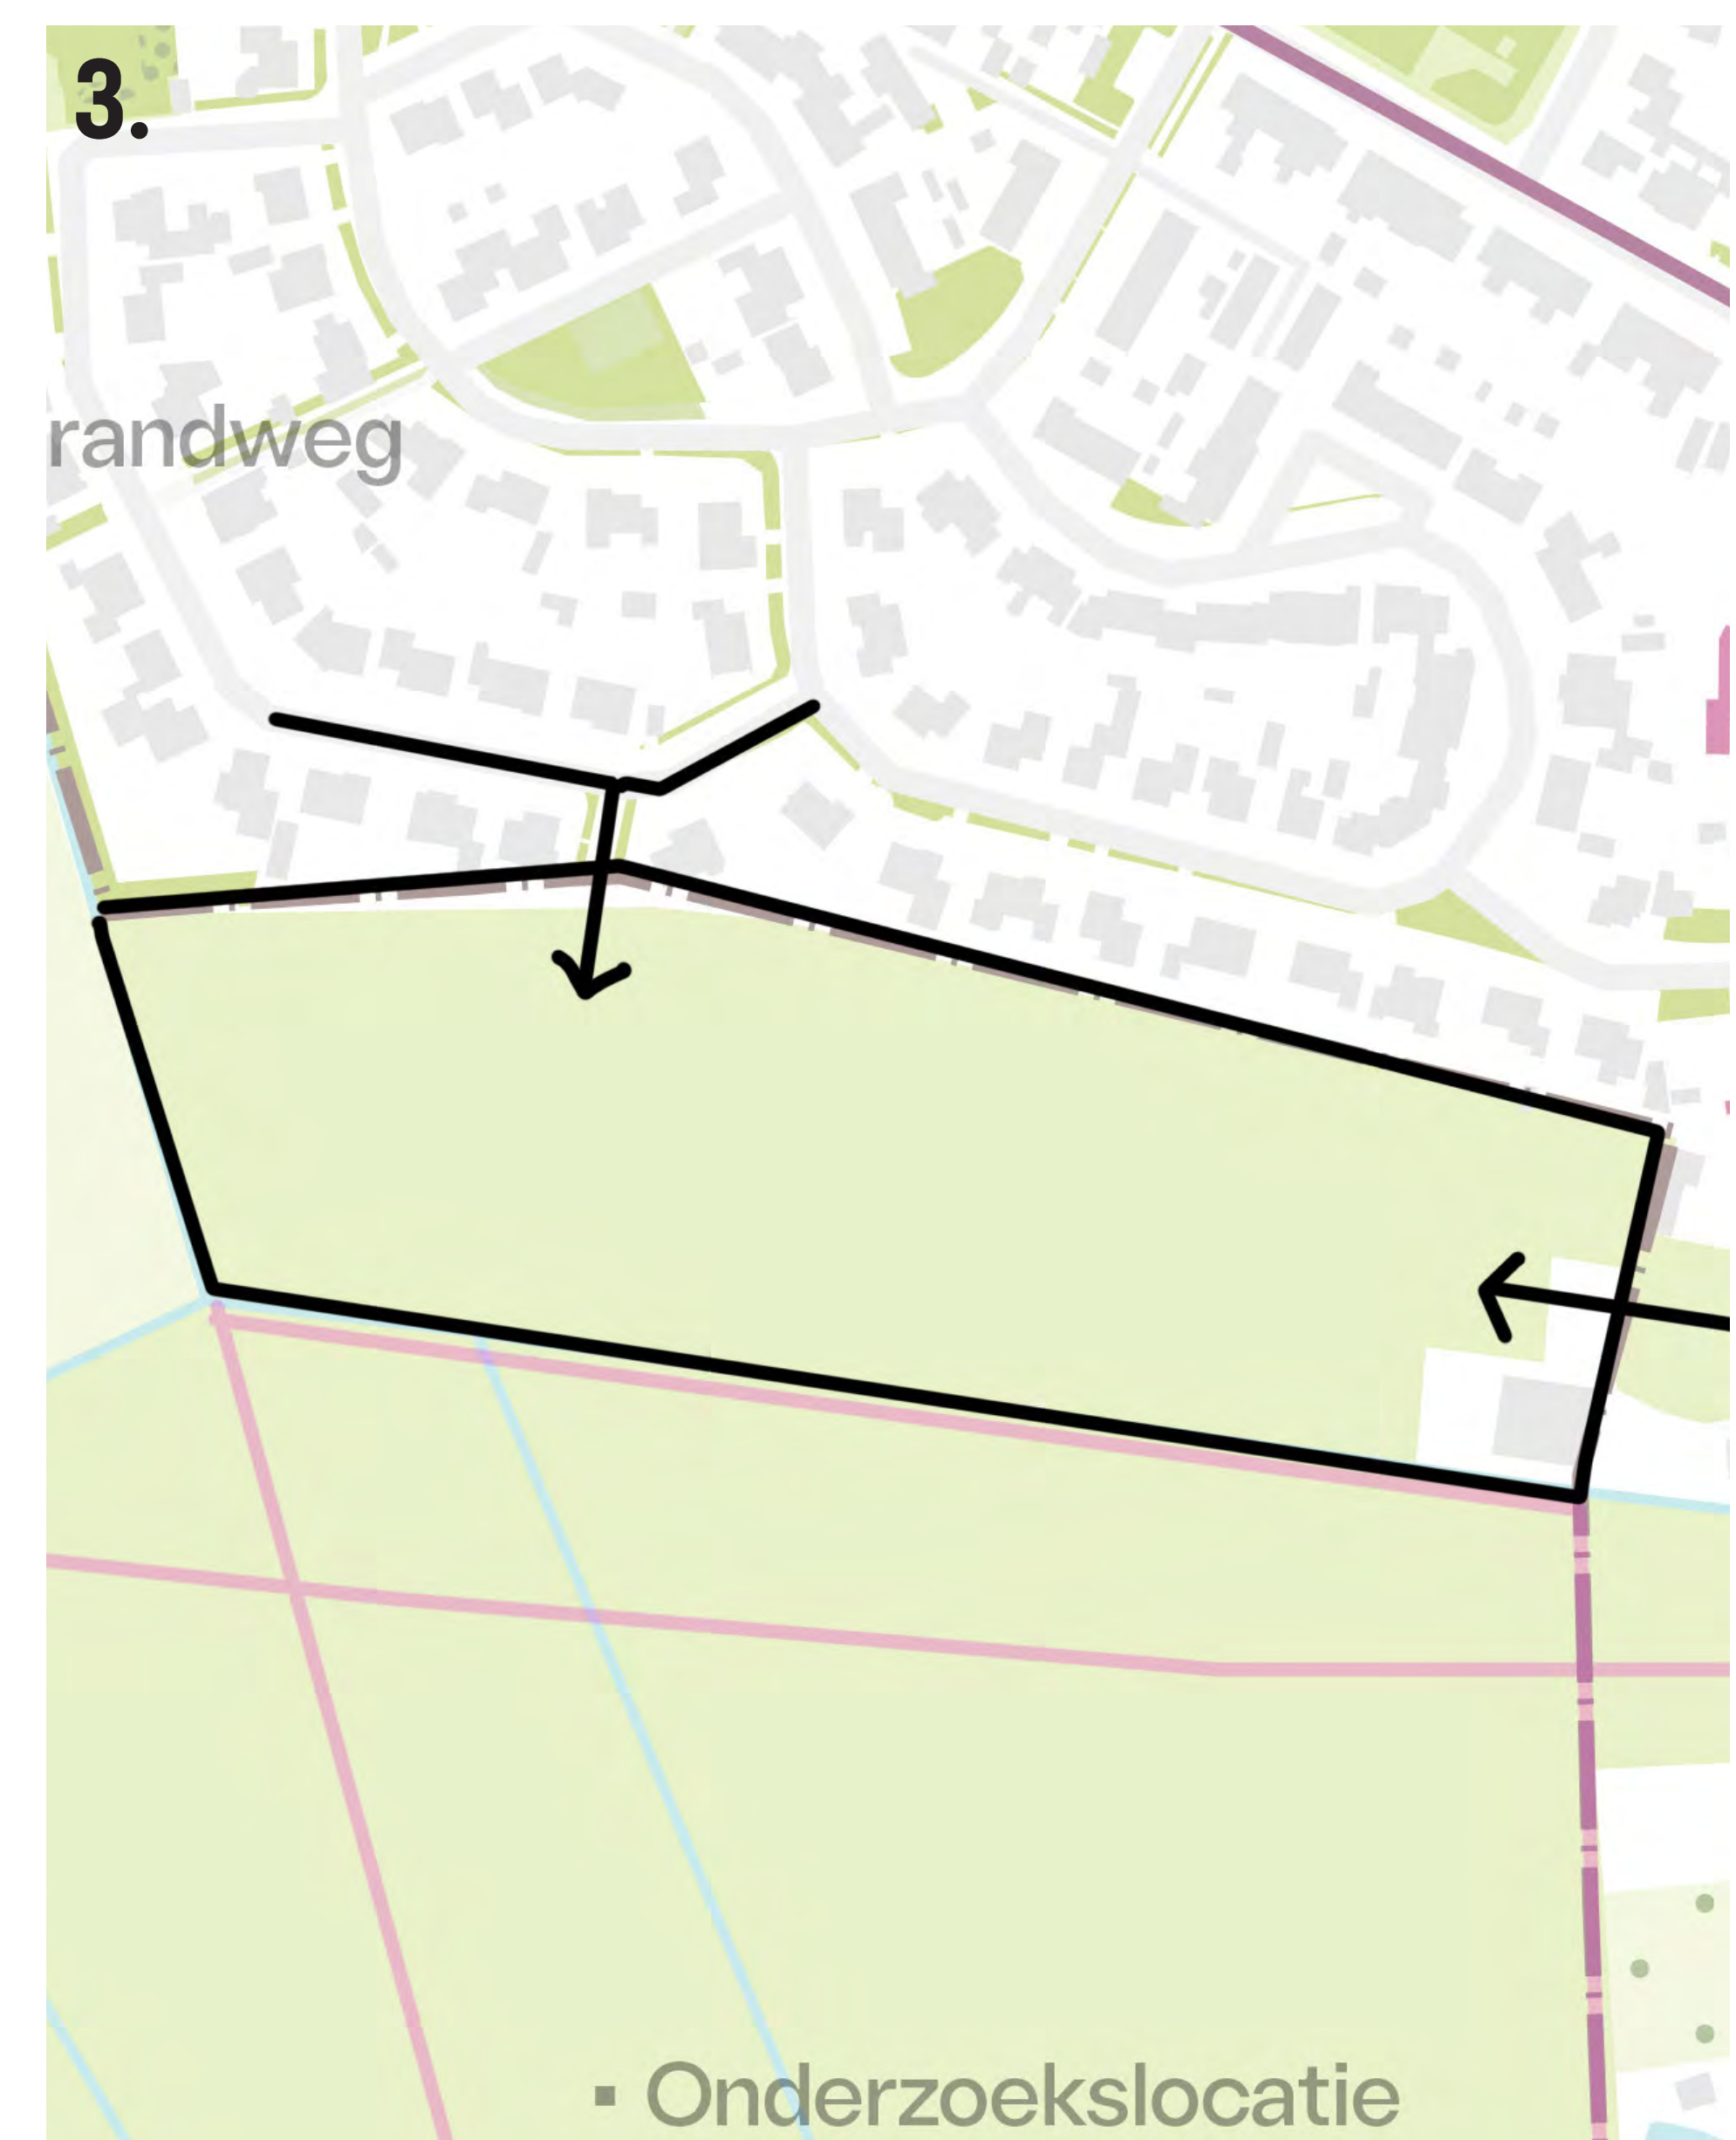 3.
randweg
▪ Onderzoekslocatie